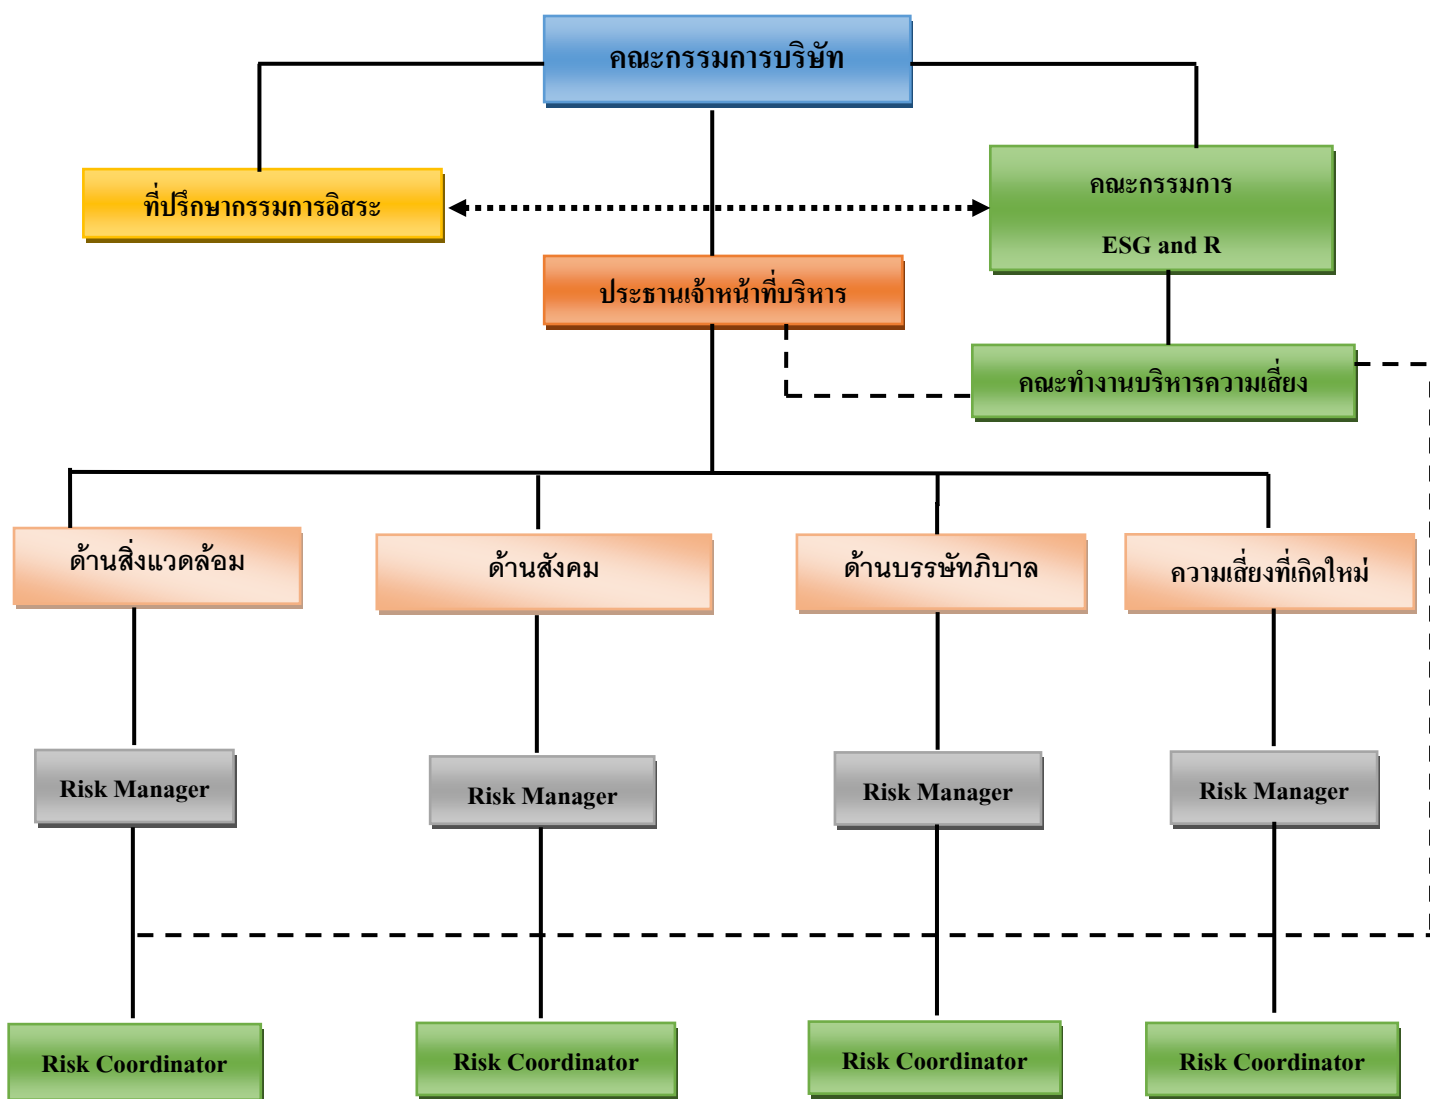 คณะกรรมการบริษัท
ที่ปรึกษากรรมการอิสระ
คณะกรรมการ
ESG and R
ประธานเจ้าหน้าที่บริหาร
คณะทำงานบริหารความเสี่ยง
ด้านสิ่งแวดล้อม
ด้านสังคม
ด้านบรรษัทภิบาล
ความเสี่ยงที่เกิดใหม่
Risk Manager
Risk Manager
Risk Manager
Risk Manager
Risk Coordinator
Risk Coordinator
Risk Coordinator
Risk Coordinator